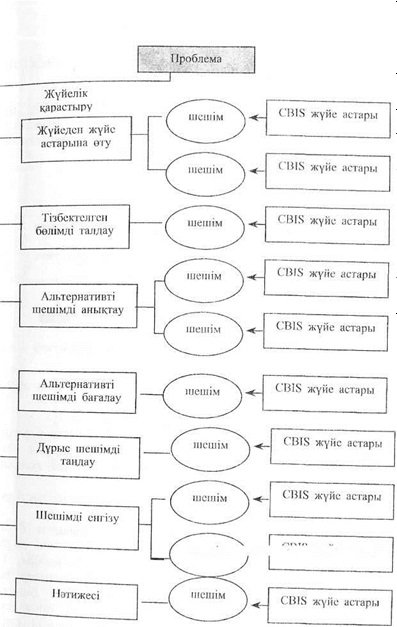 Проблема
Жүйелік
қарастыру
Жүйеден жүйе
астарына өту
шешім
CBIS жүйе астары
шешім
CBIS жүйе астары
Тізбектелген
бөлімді талдау
шешім
CBIS жүйе астары
Альтернативті
шешімді анықтау
шешім
CBIS жүйе астары
шешім
CBIS жүйе астары
Альтернативті
шешімді бағалау
шешім
CBIS жүйе астары
Дұрыс шешімді
таңдау
шешім
CBIS жүйе астары
Шешімді енгізу
шешім
CBIS жүйе астары
Нәтижесі
шешім
CBIS жүйе астары